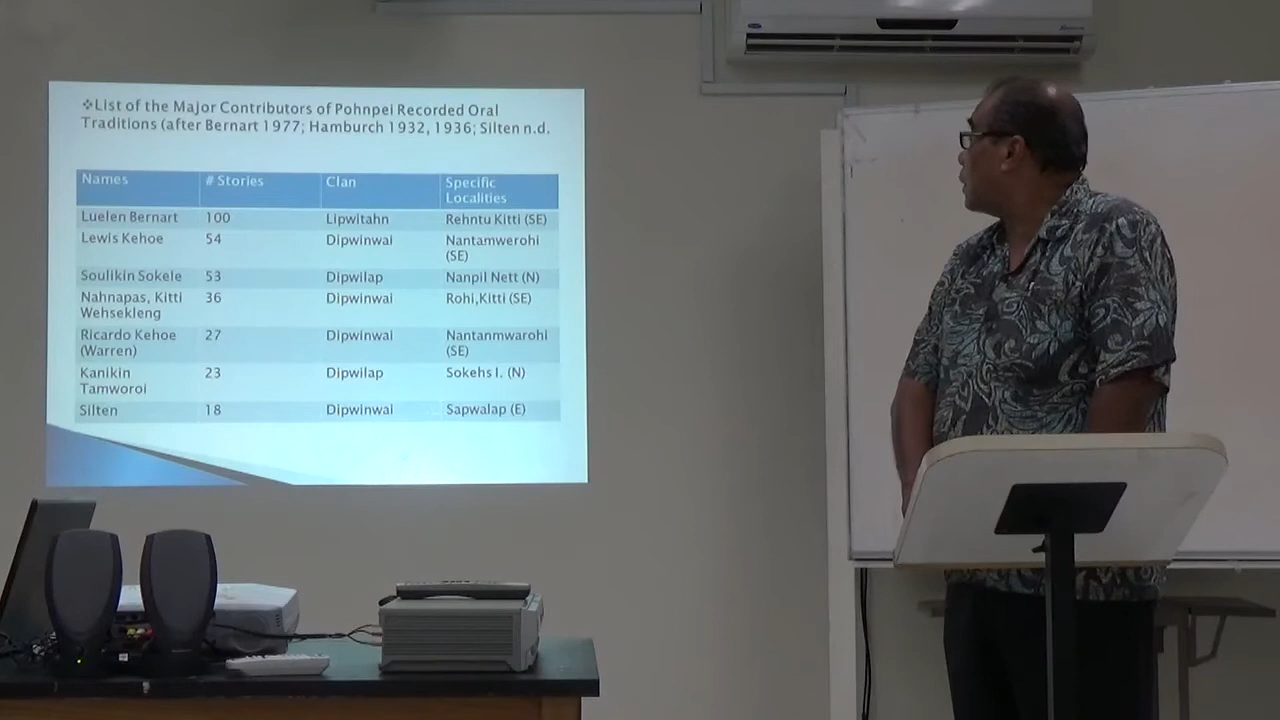 ❖List of the Major Contributors of Pohnpei Recorded Oral
Traditions (after Bernart 1977; Hamburch 1932, 1936; Silten n.d.
Names # Stories Clan Specific Localities
Luelen Bernart 100 Lipwitahn Rehntu Kitti (SE)
Lewis Kehoe 54 Dipwinwai Nantamwerohi (SE)
Soulikin Sokele 53 Dipwilap Nanpil Nett (N)
Nahnapas, Kitti Wehsekleng 36 Dipwinwai Rohi,Kitti (SE)
Ricardo Kehoe (Warren) 27 Dipwinwai Nantanmwarohi (SE)
Kanikin Tamworoi 23 Dipwilap Sokehs I. (N)
Silten 18 Dipwinwai Sapwalap (E)